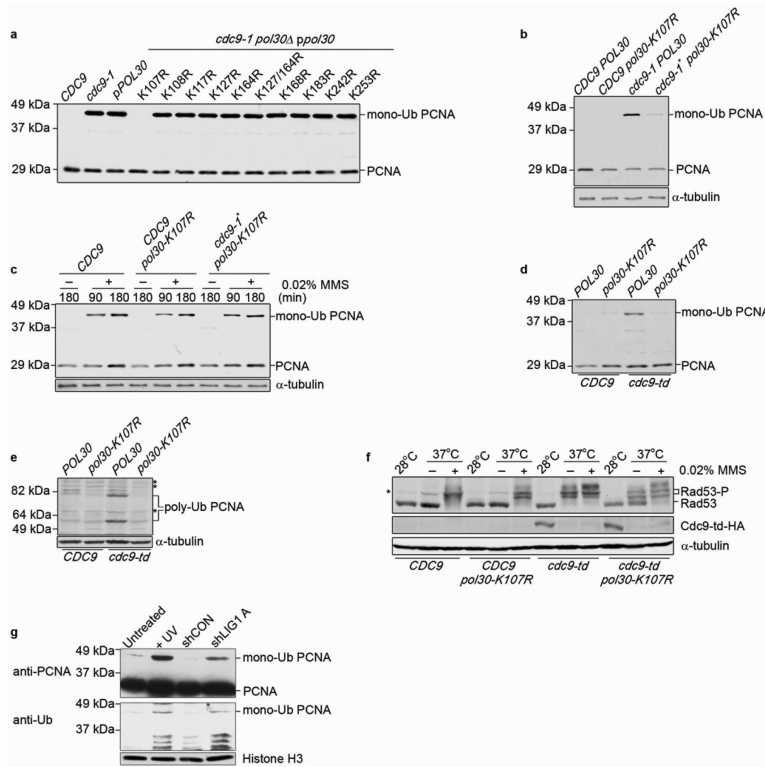 a
cdc9-1 pol30Δ ppol30
CDC9
cdc9-1
pPOL30
K107R
K108R
K117R
K127R
K164R
K127/164R
K168R
K183R
K242R
K253R
49 kDa
37 kDa
29 kDa
mono-Ub PCNA
PCNA
b
CDC9 POL30
CDC9 pol30-K107R
cdc9-1 POL30
cdc9-1* pol30-K107R
49 kDa
37 kDa
29 kDa
mono-Ub PCNA
PCNA
α-tubulin
c
CDC9
CDC9 pol30-K107R
cdc9-1* pol30-K107R
– + – + – + 0.02% MMS
180 90 180 180 90 180 180 90 180 (min)
49 kDa
37 kDa
29 kDa
mono-Ub PCNA
PCNA
α-tubulin
d
POL30
pol30-K107R
POL30
pol30-K107R
49 kDa
37 kDa
29 kDa
mono-Ub PCNA
PCNA
CDC9 cdc9-td
e
POL30
pol30-K107R
POL30
pol30-K107R
82 kDa
64 kDa
49 kDa
*
*
*
poly-Ub PCNA
α-tubulin
CDC9 cdc9-td
f
28°C 37°C 28°C 37°C 28°C 37°C 28°C 37°C
– + – + – + – + 0.02% MMS
*
Rad53-P
Rad53
Cdc9-td-HA
α-tubulin
CDC9
CDC9 pol30-K107R
cdc9-td
cdc9-td pol30-K107R
g
Untreated
+ UV
shCON
shLIG1 A
anti-PCNA
49 kDa
37 kDa
mono-Ub PCNA
PCNA
anti-Ub
49 kDa
37 kDa
mono-Ub PCNA
Histone H3